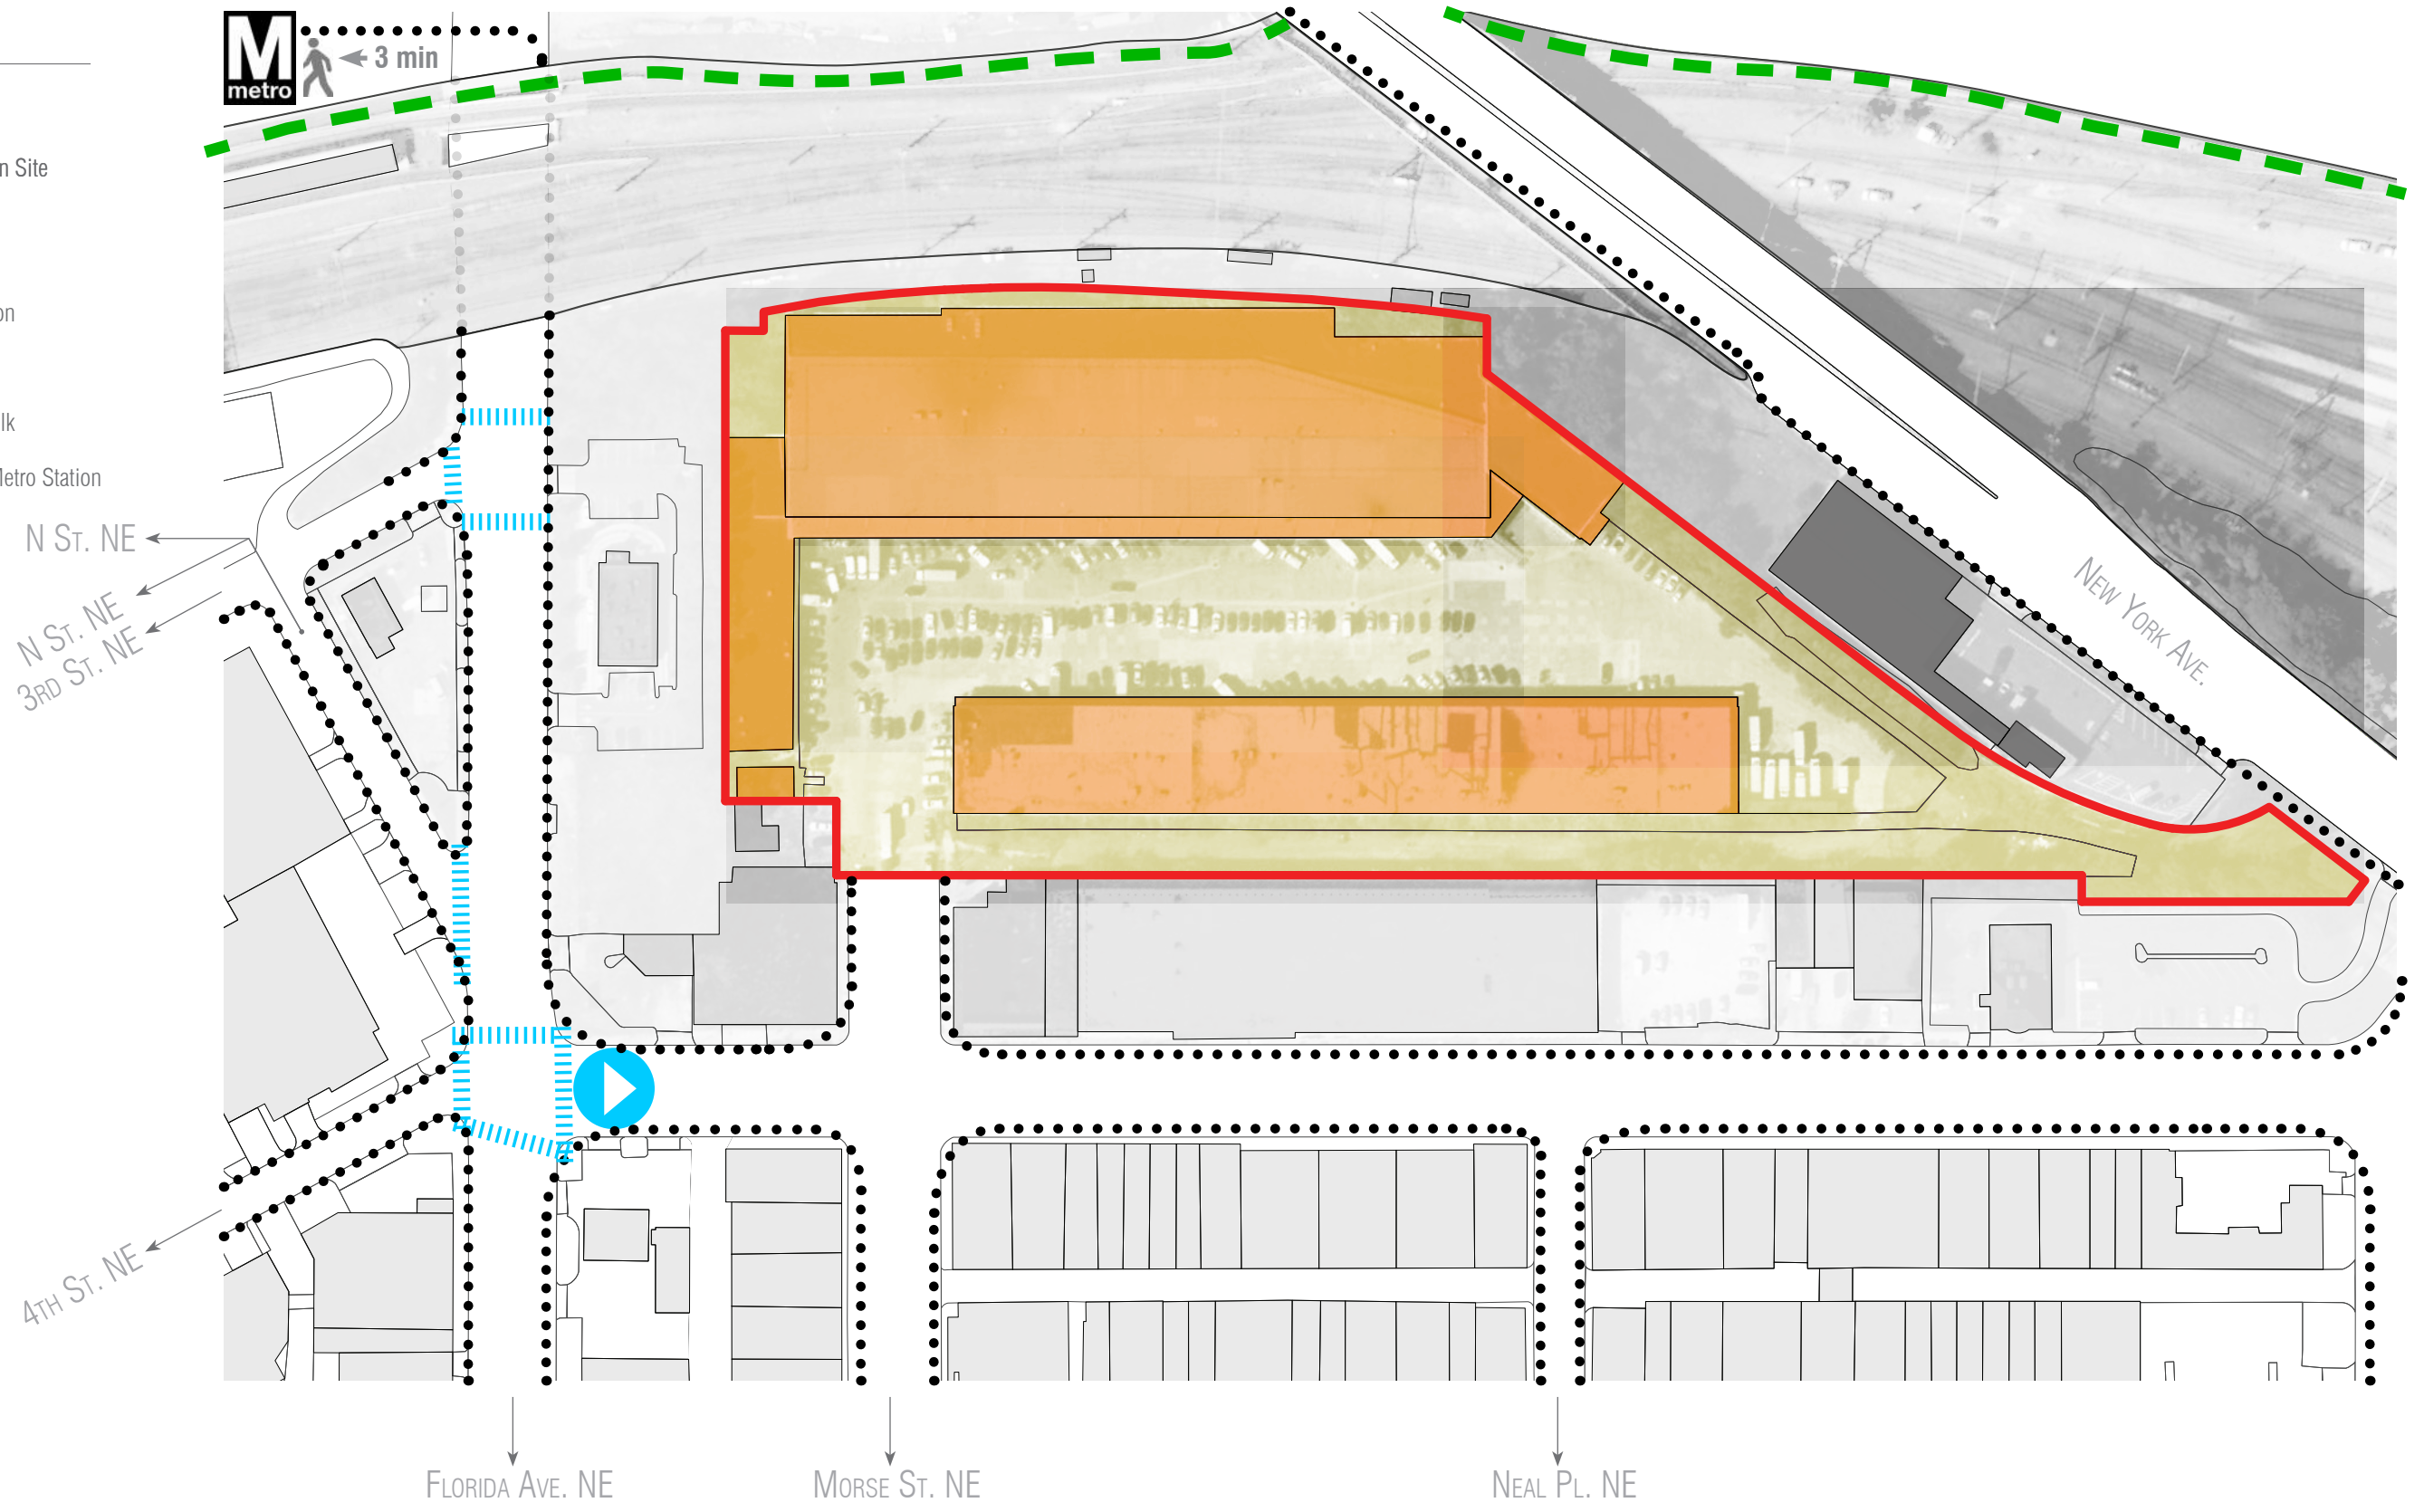 M
metro
3 min
n Site
on
lk
Metro Station
N St. NE
N St. NE
3rd St. NE
New York Ave.
4th St. NE
Florida Ave. NE
Morse St. NE
Neal Pl. NE